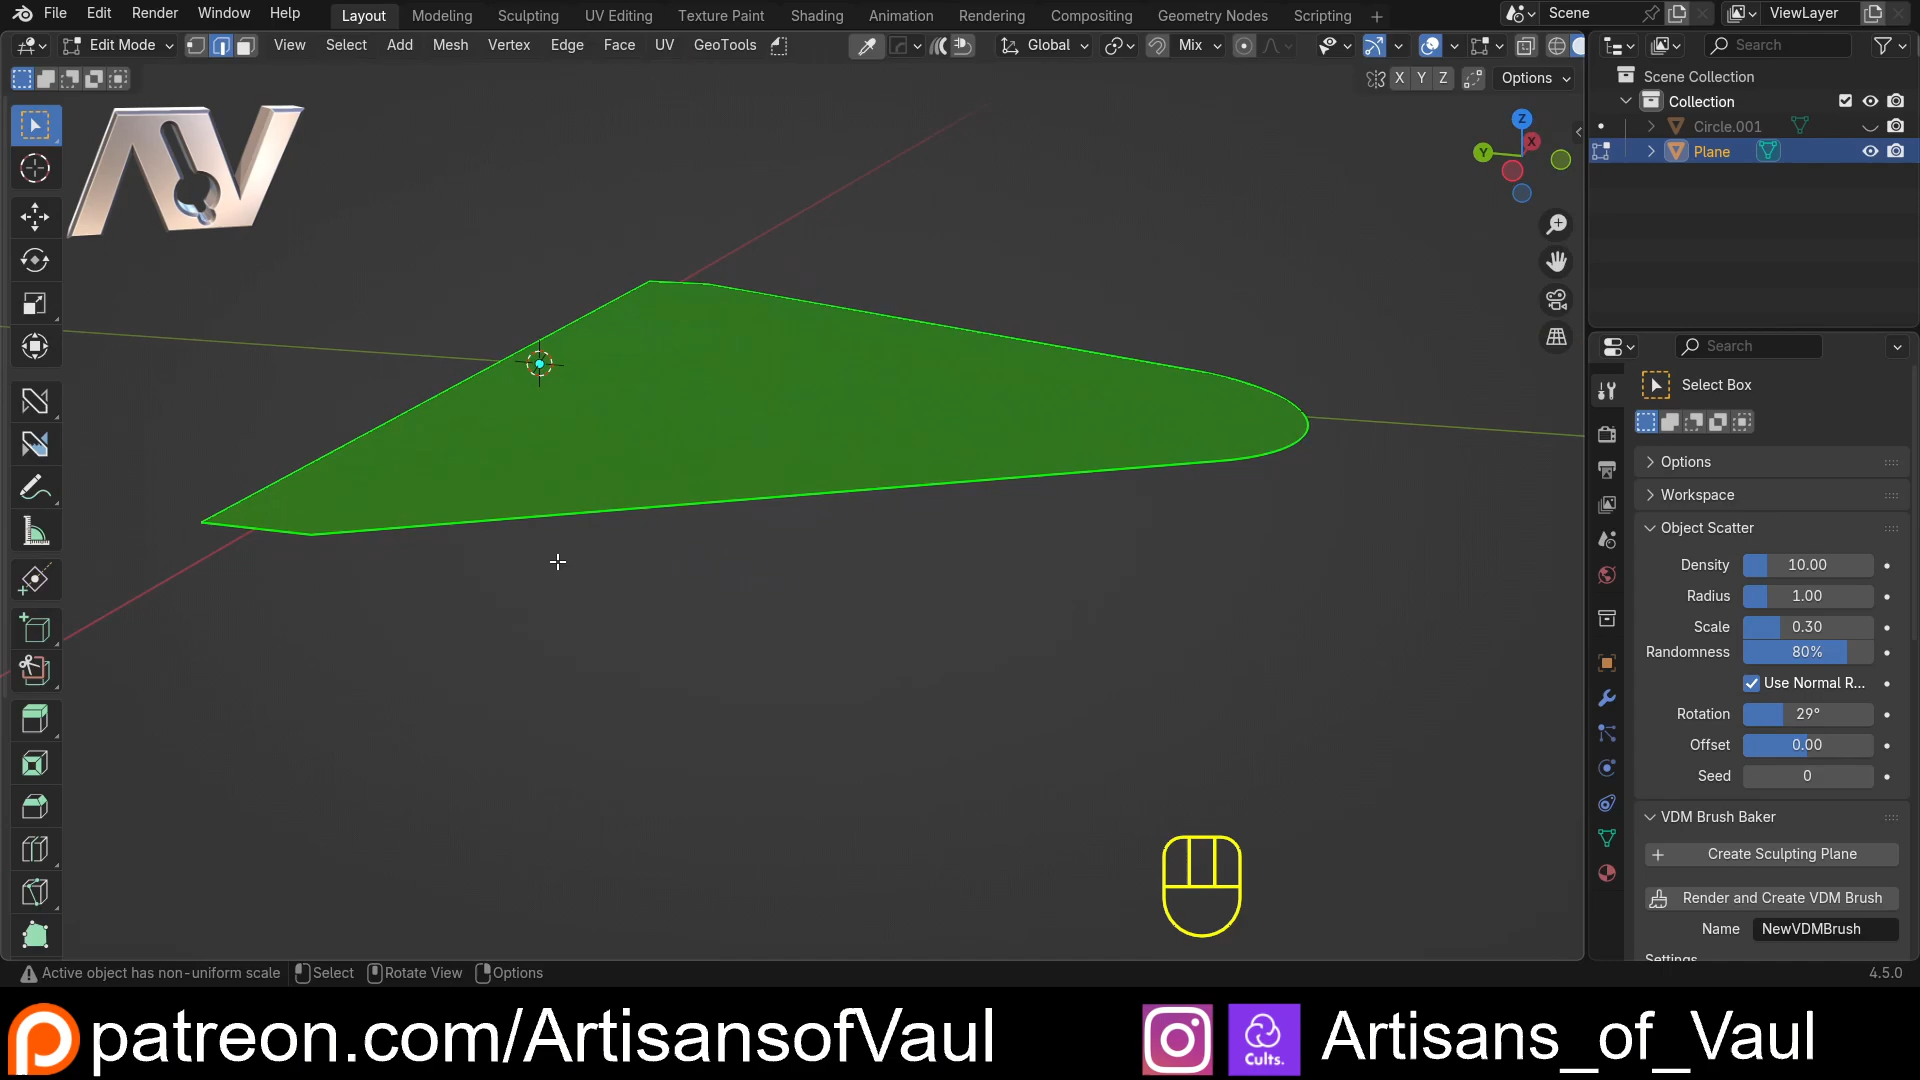 File Edit Render Window Help Layout Modeling Sculpting UV Editing Texture Paint Shading Animation Rendering Compositing Geometry Nodes Scripting + Scene ViewLayer
Edit Mode View Select Add Mesh Vertex Edge Face UV GeoTools Global Mix Search
X Y Z Options
Scene Collection
Collection
Circle.001
Plane
Z
X
Y
Search
Select Box
Options
Workspace
Object Scatter
Density 10.00
Radius 1.00
Scale 0.30
Randomness 80%
Use Normal R...
Rotation 29°
Offset 0.00
Seed 0
VDM Brush Baker
Create Sculpting Plane
Render and Create VDM Brush
Name NewVDMBrush
Settings
Active object has non-uniform scale Select Rotate View Options 4.5.0
patreon.com/ArtisansofVaul Cults. Artisans_of_Vaul